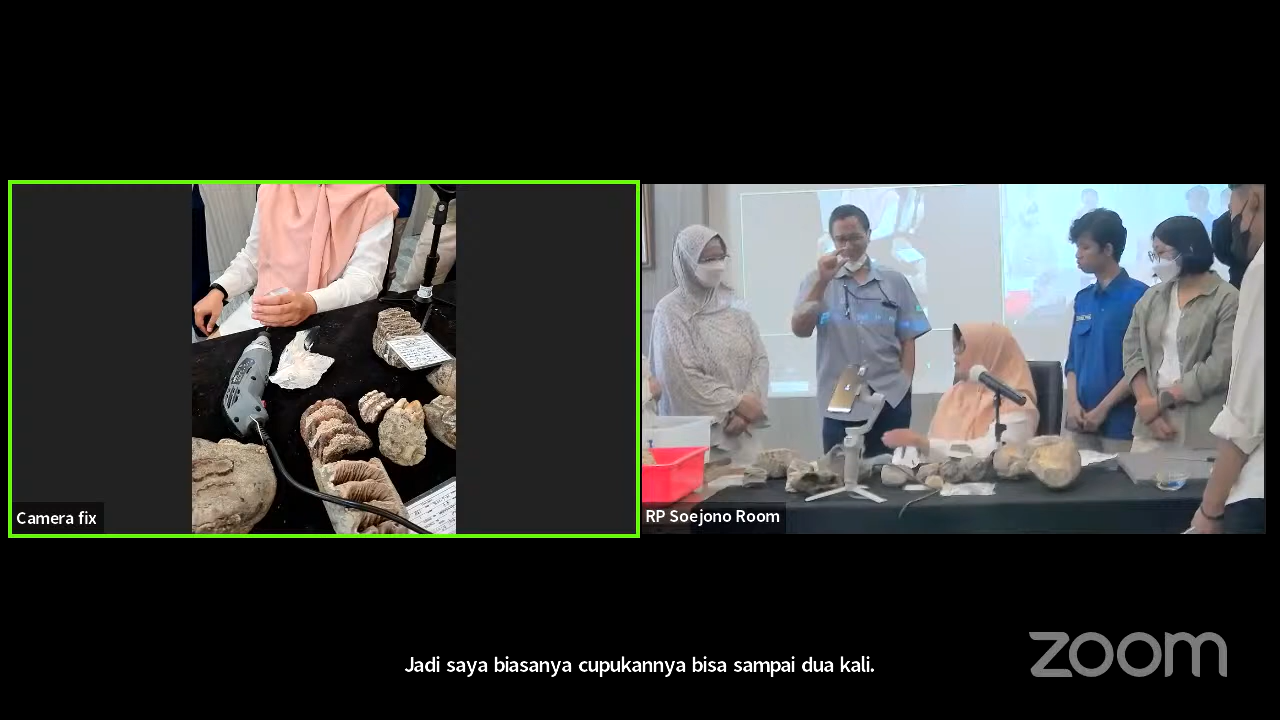 Camera fix
RP Soejono Room
Jadi saya biasanya cupukannya bisa sampai dua kali.
zoom